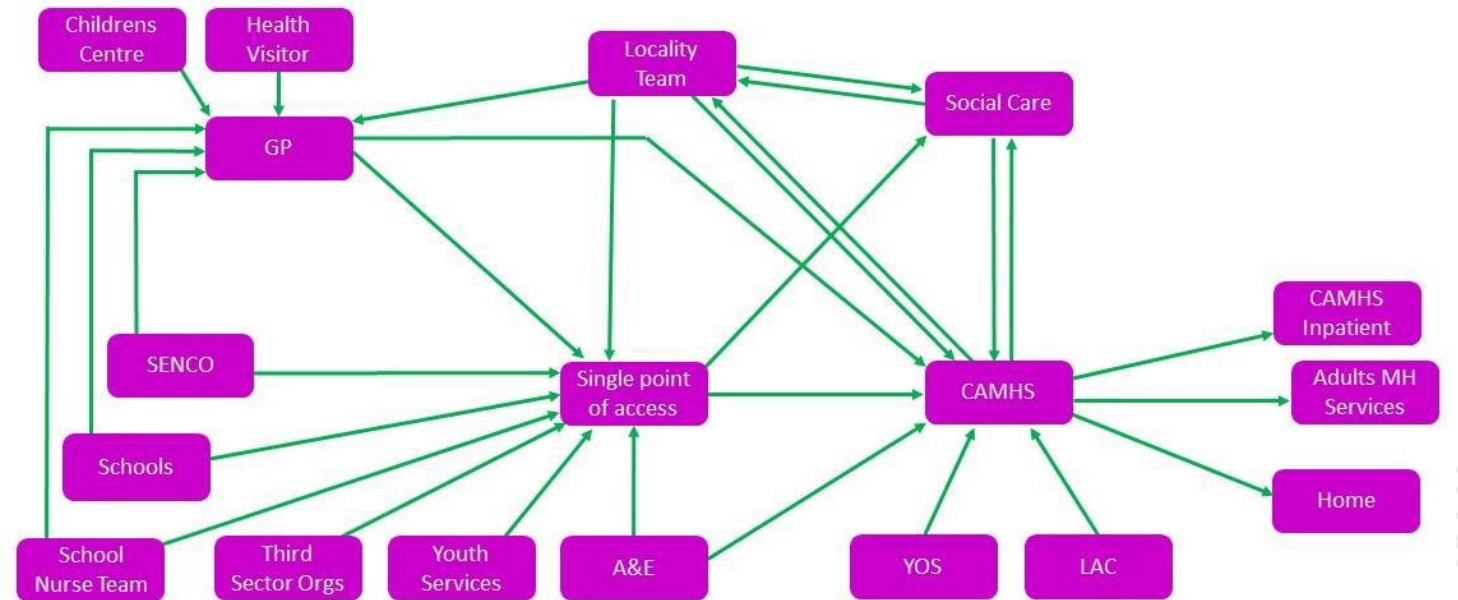 Childrens
Centre
Health
Visitor
Locality
Team
Social Care
GP
CAMHS
Inpatient
SENCO
Single point
of access
CAMHS
Adults MH
Services
Schools
Home
School
Nurse Team
Third
Sector Orgs
Youth
Services
A&E
YOS
LAC